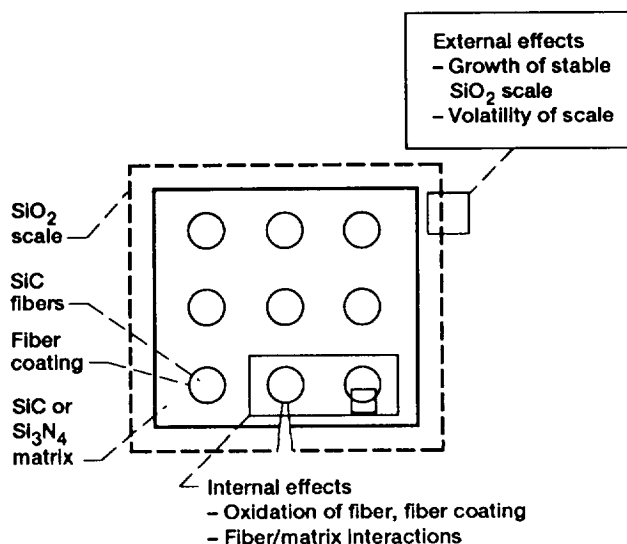 External effects
– Growth of stable
SiO₂ scale
– Volatility of scale
SiO₂
scale
SiC
fibers
Fiber
coating
SiC or
Si₃N₄
matrix
Internal effects
– Oxidation of fiber, fiber coating
– Fiber/matrix interactions